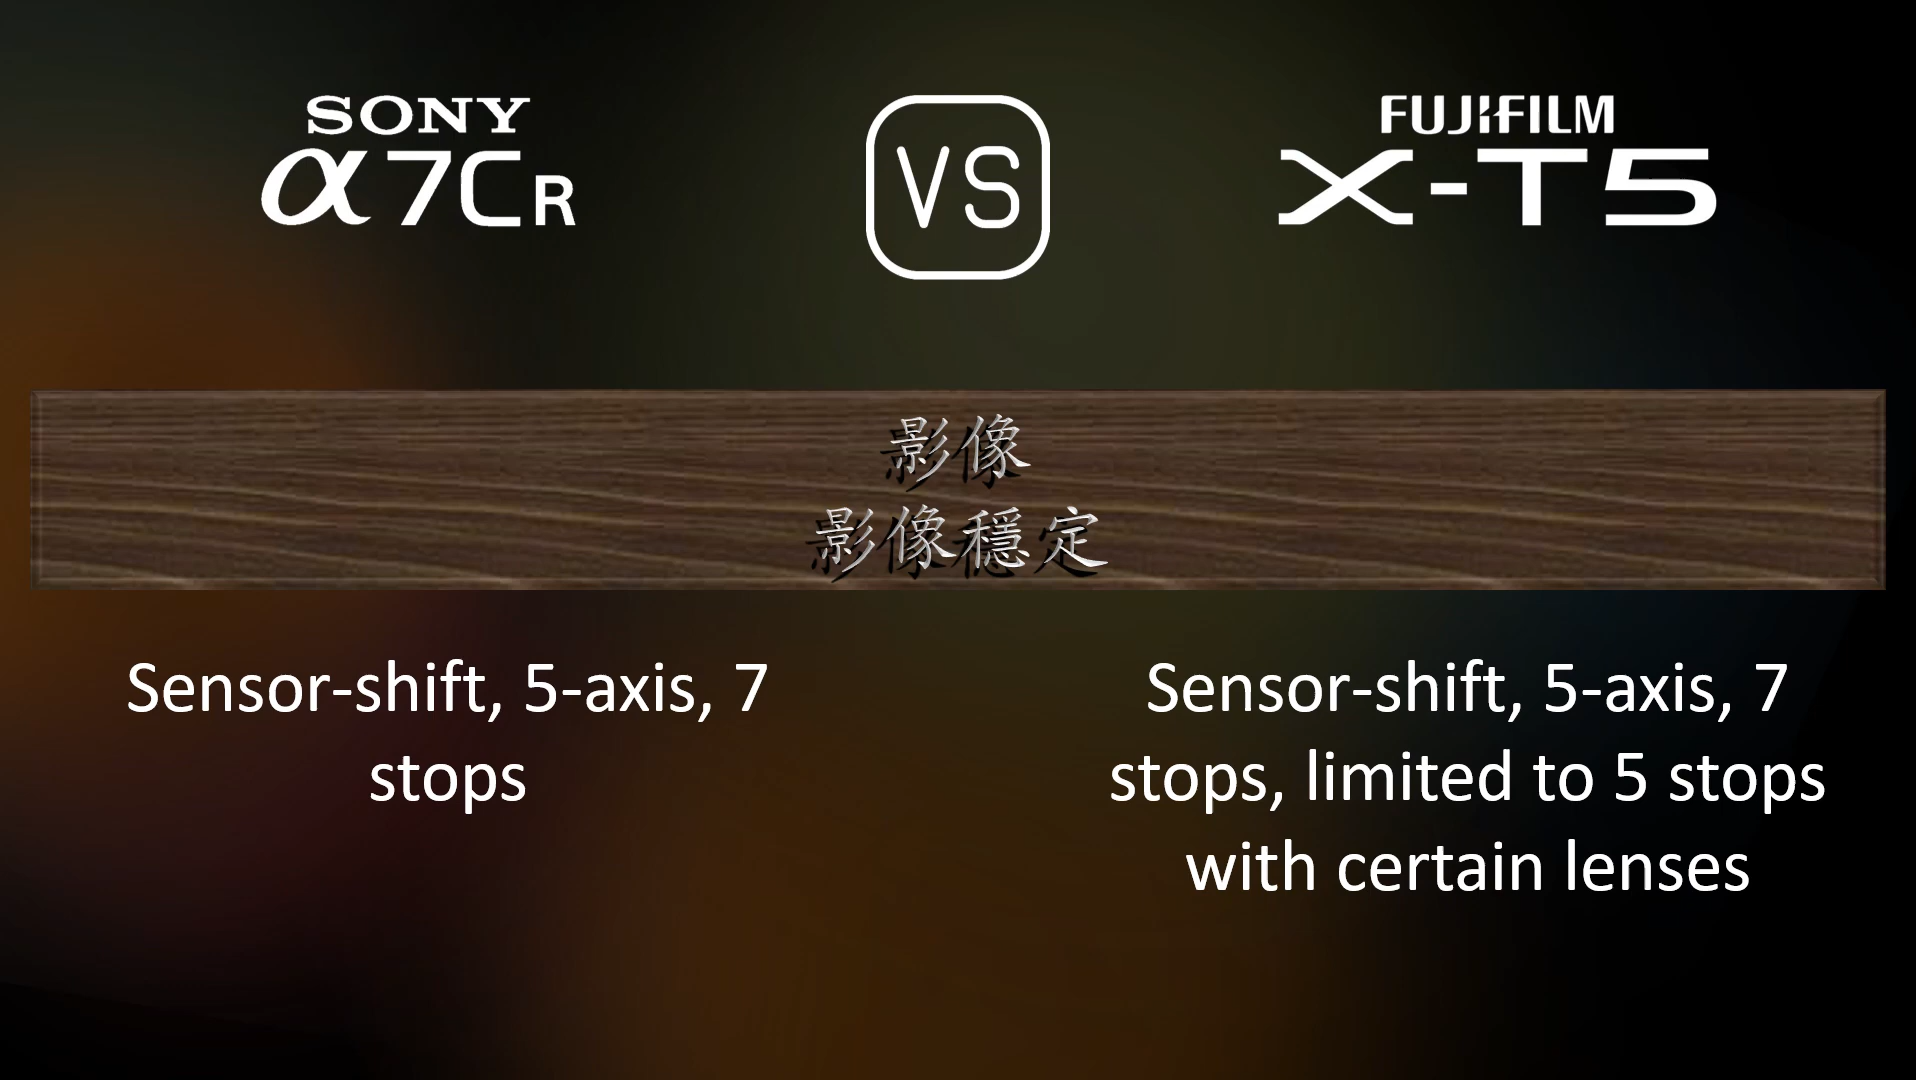 SONY
α7CR
VS
FUJIFILM
X-T5
影像
影像穩定
Sensor-shift, 5-axis, 7
stops
Sensor-shift, 5-axis, 7
stops, limited to 5 stops
with certain lenses